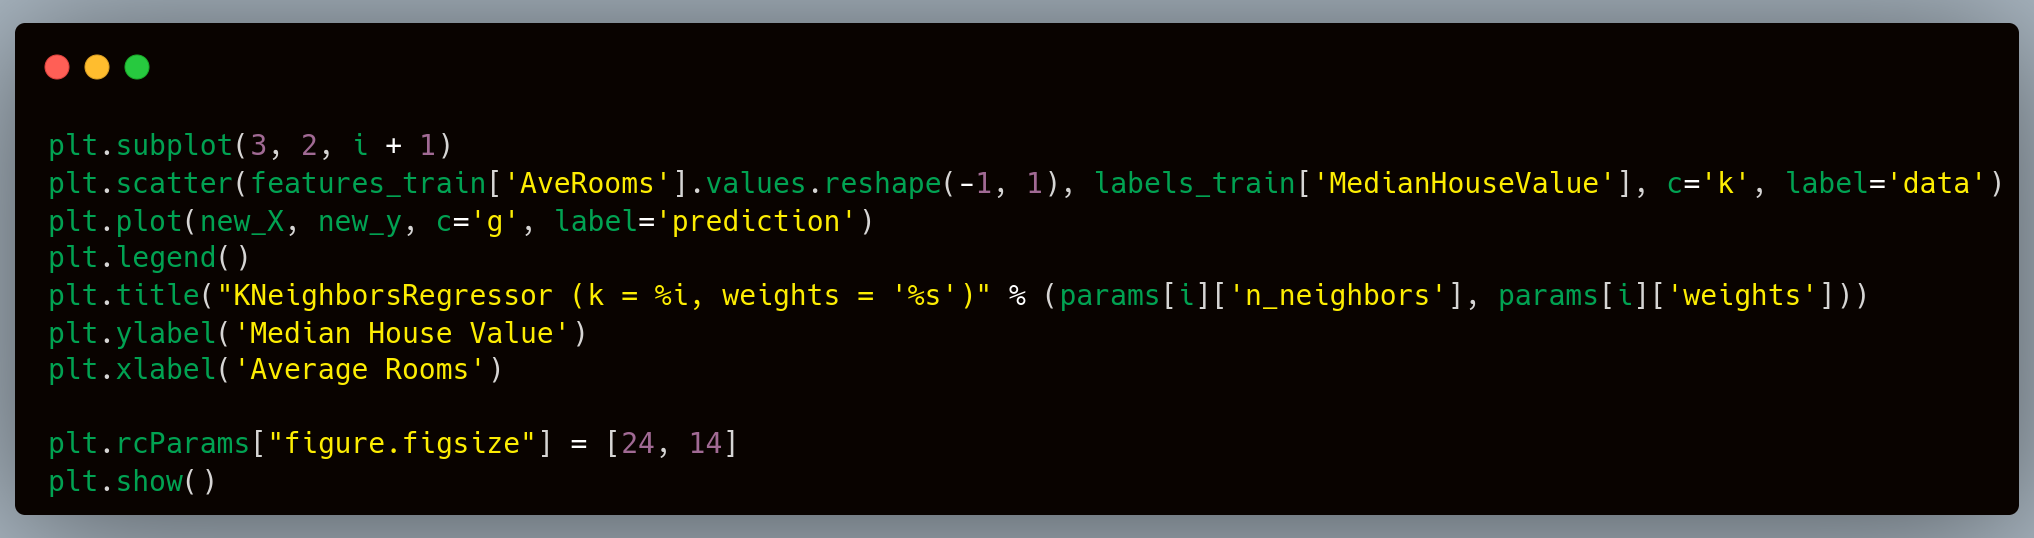 plt.subplot(3, 2, i + 1)
plt.scatter(features_train['AveRooms'].values.reshape(-1, 1), labels_train['MedianHouseValue'], c='k', label='data')
plt.plot(new_X, new_y, c='g', label='prediction')
plt.legend()
plt.title("KNeighborsRegressor (k = %i, weights = '%s')" % (params[i]['n_neighbors'], params[i]['weights']))
plt.ylabel('Median House Value')
plt.xlabel('Average Rooms')

plt.rcParams["figure.figsize"] = [24, 14]
plt.show()